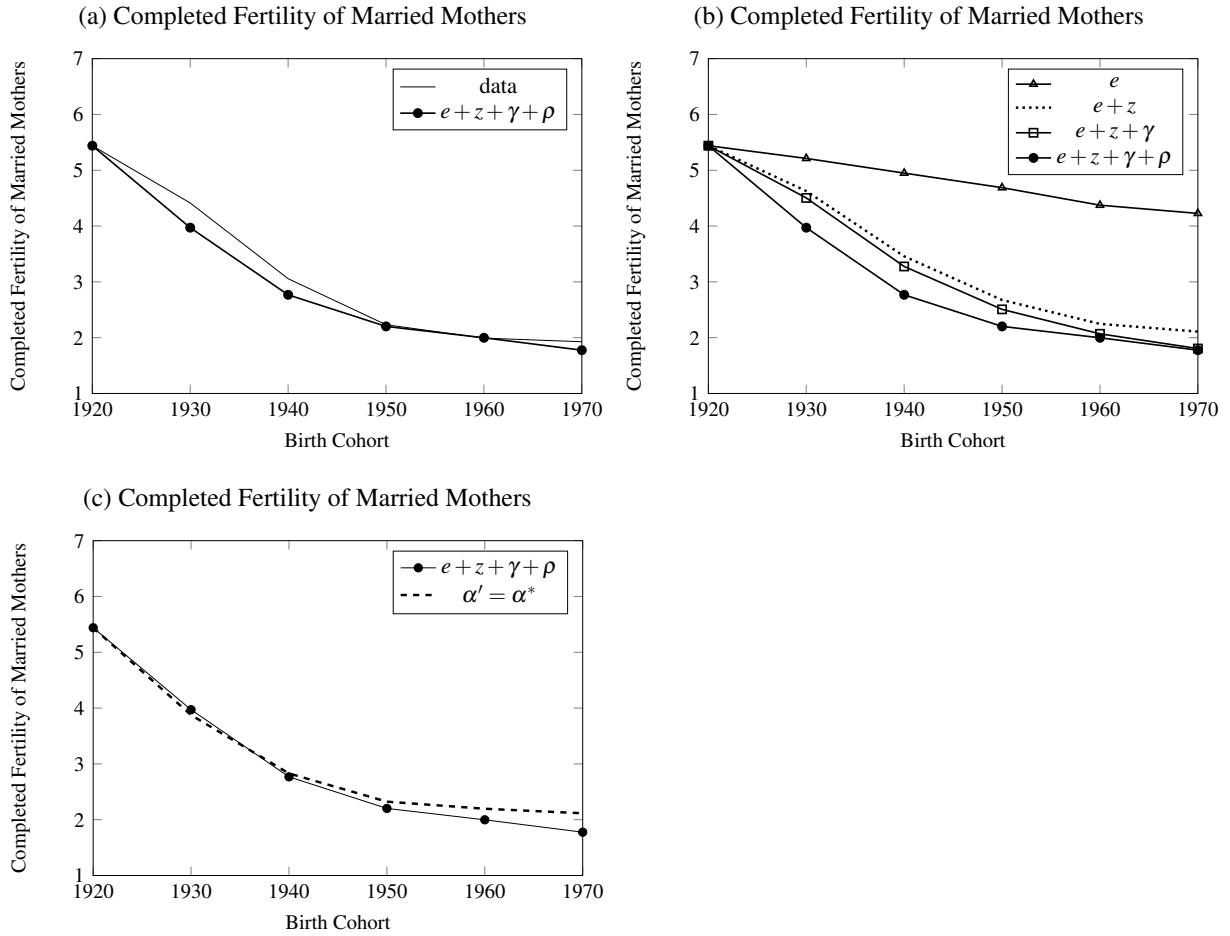 (a) Completed Fertility of Married Mothers
7
6
5
4
3
2
1
1920 1930 1940 1950 1960 1970
Birth Cohort
Completed Fertility of Married Mothers
data
e + z + γ + ρ
(b) Completed Fertility of Married Mothers
7
6
5
4
3
2
1
1920 1930 1940 1950 1960 1970
Birth Cohort
Completed Fertility of Married Mothers
e
e + z
e + z + γ
e + z + γ + ρ
(c) Completed Fertility of Married Mothers
7
6
5
4
3
2
1
1920 1930 1940 1950 1960 1970
Birth Cohort
Completed Fertility of Married Mothers
e + z + γ + ρ
α′ = α*